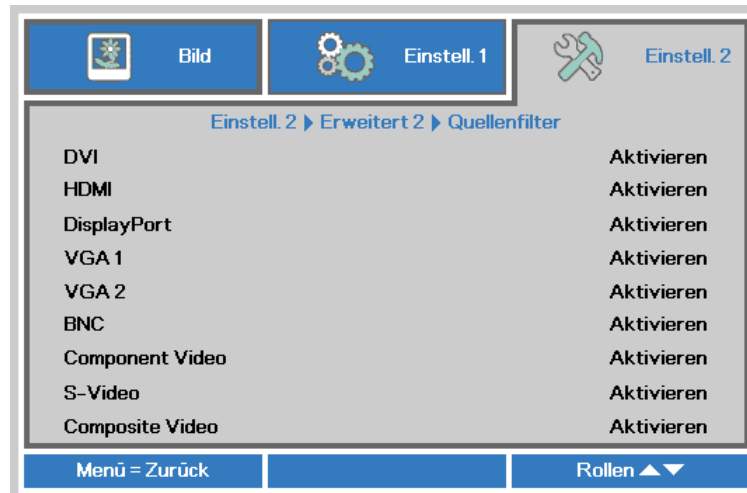 Bild
Einstell. 1
Einstell. 2
Einstell. 2 ▶ Erweitert 2 ▶ Quellenfilter
DVI Aktivieren
HDMI Aktivieren
DisplayPort Aktivieren
VGA 1 Aktivieren
VGA 2 Aktivieren
BNC Aktivieren
Component Video Aktivieren
S-Video Aktivieren
Composite Video Aktivieren
Menü = Zurück
Rollen ▲▼